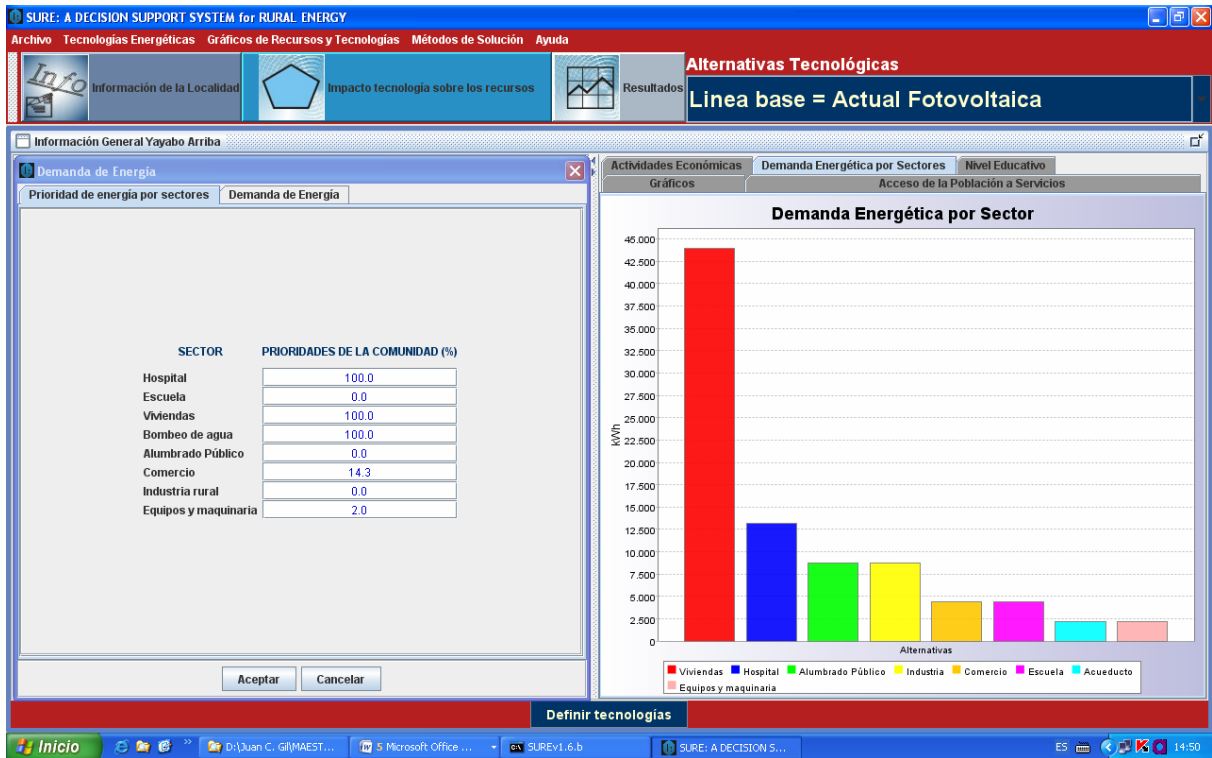 SURE: A DECISION SUPPORT SYSTEM for RURAL ENERGY
Archivo Tecnologías Energéticas Gráficos de Recursos y Tecnologías Métodos de Solución Ayuda
Info
Información de la Localidad
Impacto tecnología sobre los recursos
Resultados
Alternativas Tecnológicas
Linea base = Actual Fotovoltaica
Información General Yayabo Arriba
Demanda de Energía
Prioridad de energía por sectores Demanda de Energía
SECTOR PRIORIDADES DE LA COMUNIDAD (%)
Hospital 100.0
Escuela 0.0
Viviendas 100.0
Bombeo de agua 100.0
Alumbrado Público 0.0
Comercio 14.3
Industria rural 0.0
Equipos y maquinaria 2.0
Aceptar Cancelar
Actividades Económicas Demanda Energética por Sectores Nivel Educativo
Gráficos Acceso de la Población a Servicios
Demanda Energética por Sector
45.000
42.500
40.000
37.500
35.000
32.500
30.000
27.500
25.000
22.500
20.000
17.500
15.000
12.500
10.000
7.500
5.000
2.500
0
kWh
Alternativas
Viviendas Hospital Alumbrado Público Industria Comercio Escuela Acueducto
Equipos y maquinaria
Definir tecnologías
Inicio » D:\Juan C. Gil\MAEST... 5 Microsoft Office ... SUREv1.6.b SURE: A DECISION S... ES 14:50